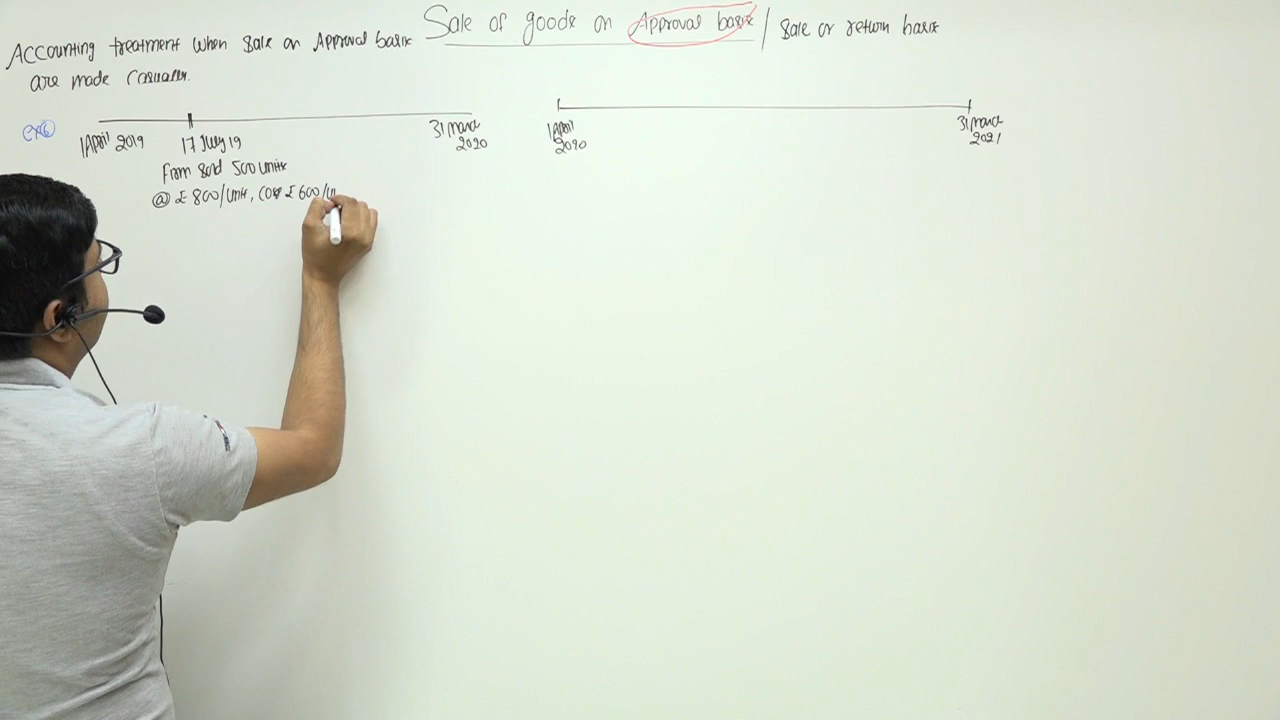 Sale of goods on Approval basis / Sale or return basis
Accounting treatment when sale on Approval basis
are made casually.
ex①
1 April 2019
17 July 19
31 march
2020
From sold 500 units
@ £ 800/unit, cost £ 600/u
1 April
2020
31 march
2021